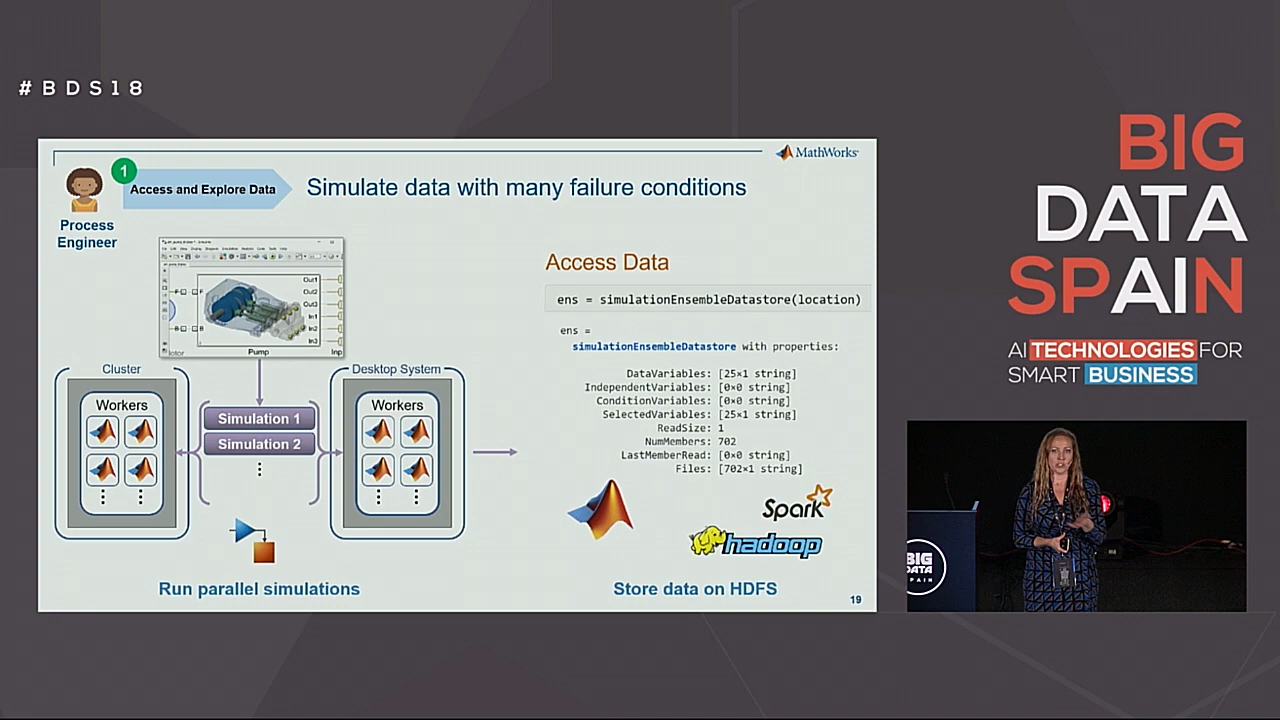 #BDS18
MathWorks
1
Access and Explore Data
Simulate data with many failure conditions
Process
Engineer
Out1
Out2
Out3
In1
In2
In3
Pump
Inp
Cluster
Workers
Simulation 1
Simulation 2
Desktop System
Workers
Run parallel simulations
Access Data
ens = simulationEnsembleDatastore(location)
ens =
simulationEnsembleDatastore with properties:
DataVariables: [25×1 string]
IndependentVariables: [0×0 string]
ConditionVariables: [0×0 string]
SelectedVariables: [25×1 string]
ReadSize: 1
NumMembers: 702
LastMemberRead: [0×0 string]
Files: [702×1 string]
Spark
hadoop
Store data on HDFS
19
BIG
DATA
SPAIN
AI TECHNOLOGIES FOR
SMART BUSINESS
BIG
DATA
SPAIN